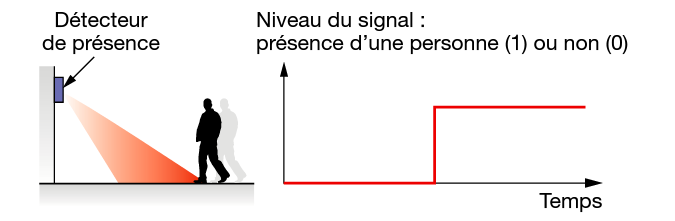 Détecteur
de présence
Niveau du signal :
présence d’une personne (1) ou non (0)
Temps